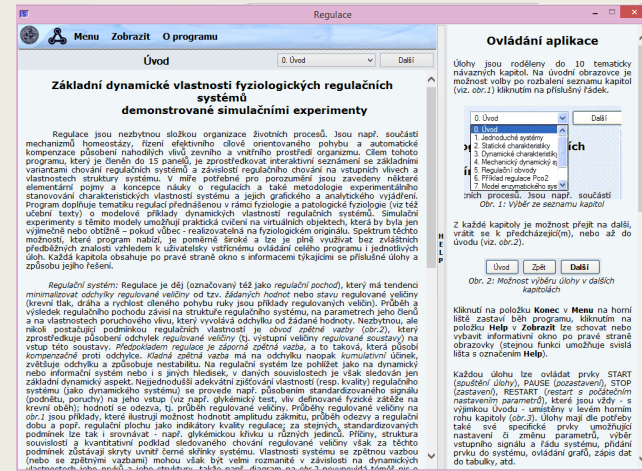 Regulace
Menu Zobrazit O programu
Úvod
0. Úvod
Další
Základní dynamické vlastnosti fyziologických regulačních
systémů
demonstrované simulačními experimenty
Regulace jsou nezbytnou složkou organizace životních procesů. Jsou např. součástí
mechanizmů homeostázy, řízení efektivního cílově orientovaného pohybu a automatické
kompenzace působení nahodilých vlivů zevního a vnitřního prostředí organizmu. Cílem tohoto
programu, který je členěn do 15 panelů, je zprostředkovat interaktivní seznámení se základními
variantami chování regulačních systémů a závislostí regulačního chování na vstupních vlivech a
vlastnostech struktury systému. V míře potřebné pro porozumění jsou zavedeny některé
elementární pojmy a koncepce náuky o regulacích a také metodologie experimentálního
stanovování charakteristických vlastností systému a jejich grafického a analytického vyjádření.
Program doplňuje tematiku regulací přednášenou v rámci fyziologie a patologické fyziologie (viz též
učební texty) o modelové příklady dynamických vlastností regulačních systémů. Simulační
experimenty s těmito modely umožňují praktická cvičení na virtuálních objektech, která by byla jen
výjimečně nebo obtížně – pokud vůbec - realizovatelná na fyziologickém originálu. Spektrum těchto
možností, které program nabízí, je poměrně široké a lze je plně využívat bez zvláštních
předběžných znalostí vzhledem k uživatelsky vstřícnému ovládání celého programu i jednotlivých
úloh. Každá kapitola obsahuje po pravé straně okno s informacemi týkajícími se příslušné úlohy a
způsobu jejího řešení.
Regulační systém: Regulace je děj (označovaný též jako regulační pochod), který má tendenci
minimalizovat odchylky regulované veličiny od tzv. žádaných hodnot nebo stavu regulované veličiny
(krevní tlak, dráha a rychlost cíleného pohybu ruky jsou příklady regulovaných veličin). Průběh a
výsledek regulačního pochodu závisí na struktuře regulačního systému, na parametrech jeho členů
a na vlastnostech poruchového vlivu, který vyvolává odchylku od žádané hodnoty. Nezbytnou, ale
nikoli postačující podmínkou regulačních vlastností je obvod zpětné vazby (obr.2), který
zprostředkuje působení odchylek regulované veličiny (tj. výstupní veličiny regulované soustavy) na
vstup této soustavy. Předpokladem regulace je záporná zpětná vazba, a to taková, která působí
kompenzačně proti odchylce. Kladná zpětná vazba má na odchylku naopak kumulativní účinek,
zvětšuje odchylku a způsobuje nestabilitu. Na regulační systém lze pohlížet jako na dynamický
nebo informační systém nebo i s jiných hledisek, v daných souvislostech je však sledován jen
základní dynamický aspekt. Nejjednodušší adekvátní zjišťování vlastností (resp. kvality) regulačního
systému (jako dynamického systému) se provede např. působením standardizovaného signálu
(podnětu, poruchy) na jeho vstup (viz např. glykemický test, vliv definované fyzické zátěže na
krevní oběh); hodnotí se odezva, tj. průběh regulované veličiny. Průběhy regulované veličiny na
obr.1 jsou příklady, které ilustrují možnost hodnotit amplitudu zákmitu, průběh odezvy a regulační
dobu a popř. regulační plochu jako indikátory kvality regulace; za stejných, standardizovaných
podmínek lze tak i srovnávat - např. glykemickou křivku u různých jedinců. Příčiny, struktura
souvislostí a kvantitativní podklad sledovaného chování regulované veličiny však za těchto
podmínek zůstávají skryty uvnitř černé skříňky systému. Vlastnosti systému se zpětnou vazbou
(nebo se zpětnými vazbami) mohou však být velmi rozmanité v závislosti na dynamických
H
E
L
P
Ovládání aplikace
Úlohy jsou roděleny do 10 tematicky
návazných kapitol. Na úvodní obrazovce je
možnost volby po rozbalení seznamu kapitol
(viz. obr.1) kliknutím na příslušný řádek.
0. Úvod
Další
0. Úvod
1. Jednoduché systémy
2. Statické charakteristiky
3. Dynamické charakteristik
4. Mechanický dynamický s
5. Regulační obvody
6. Příklad regulace Pco2
7. Model enzymatického sys
Obr. 1: Výběr ze seznamu kapitol
Z každé kapitoly je možnost přejít na další,
vrátit se k předcházející(m), nebo až do
úvodu (viz. obr.2).
Úvod Zpět Další
Obr. 2: Možnost výběru úlohy v dalších
kapitolách
Kliknutí na položku Konec v Menu na horní
liště zastaví běh programu, kliknutím na
položku Help v Zobrazit lze schovat nebo
vybavit informativní okno po pravé straně
obrazovky (stejnou funkci umožňuje svislá
lišta s označením Help).
Každou úlohu lze ovládat prvky START
(spuštění úlohy), PAUSE (pozastavení), STOP
(zastavení), RESTART (restart s počátečním
nastavením parametrů), které jsou vždy - s
výjimkou Úvodu - umístěny v levém horním
rohu kapitoly (obr.3). Úlohy mají dle potřeby
také své specifické prvky umožňující
nastavení či změnu parametrů, výběr
vstupního signálu a řádu systému, přidání
prvku do systému, ovládání grafů, zápis dat
do tabulky, atd.